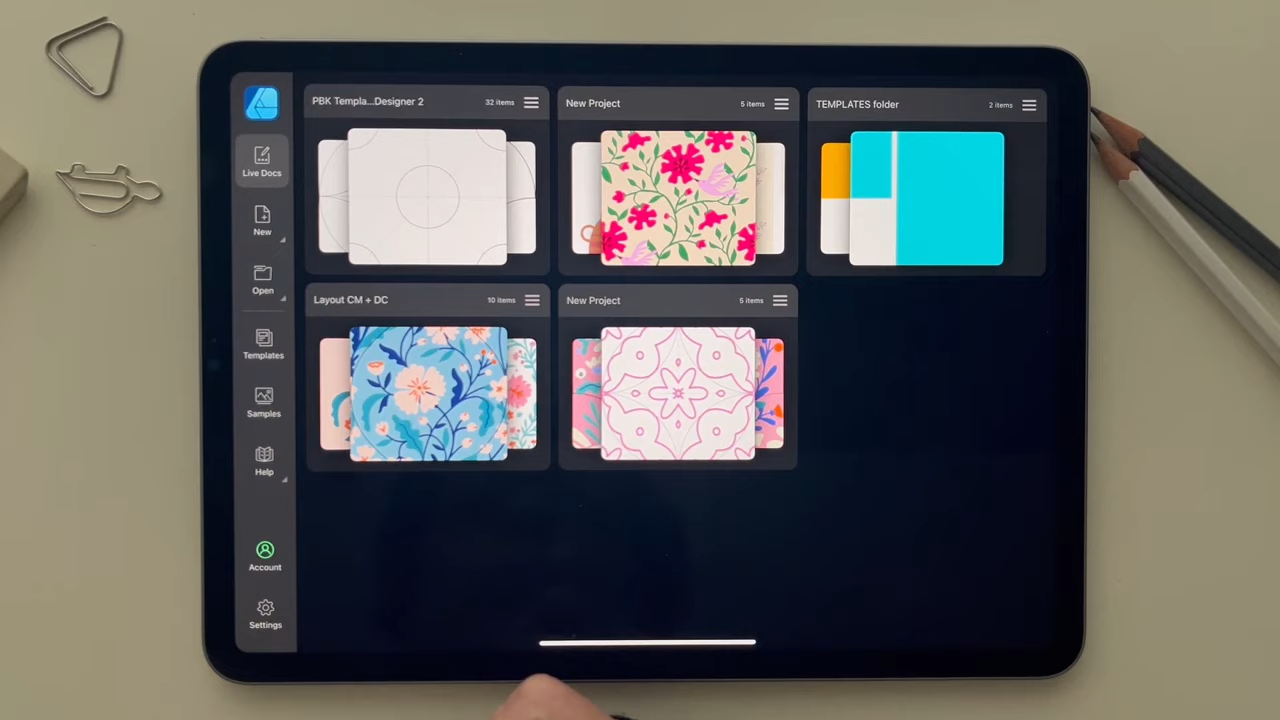 Live Docs
New
Open
Templates
Samples
Help
Account
Settings
PBK Templa...Designer 2
32 items
New Project
5 items
TEMPLATES folder
2 items
Layout CM + DC
10 items
New Project
5 items